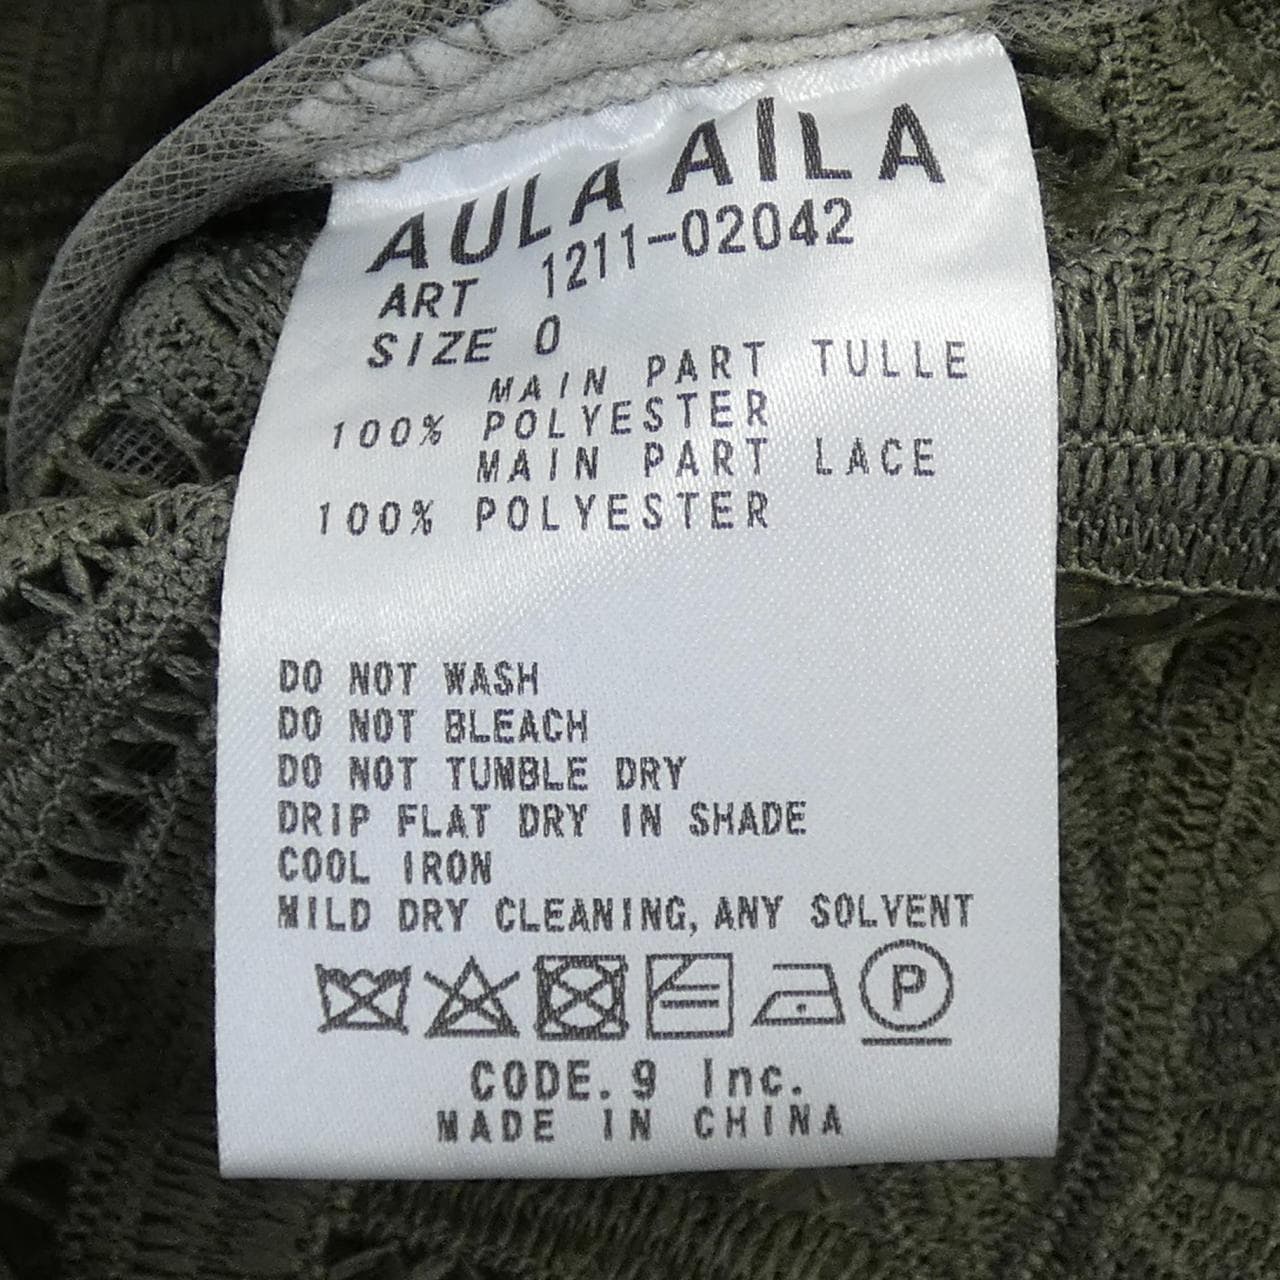 AULA AILA
ART 1211-02042
SIZE 0
MAIN PART TULLE
100% POLYESTER
MAIN PART LACE
100% POLYESTER
DO NOT WASH
DO NOT BLEACH
DO NOT TUMBLE DRY
DRIP FLAT DRY IN SHADE
COOL IRON
MILD DRY CLEANING, ANY SOLVENT
P
CODE.9 Inc.
MADE IN CHINA